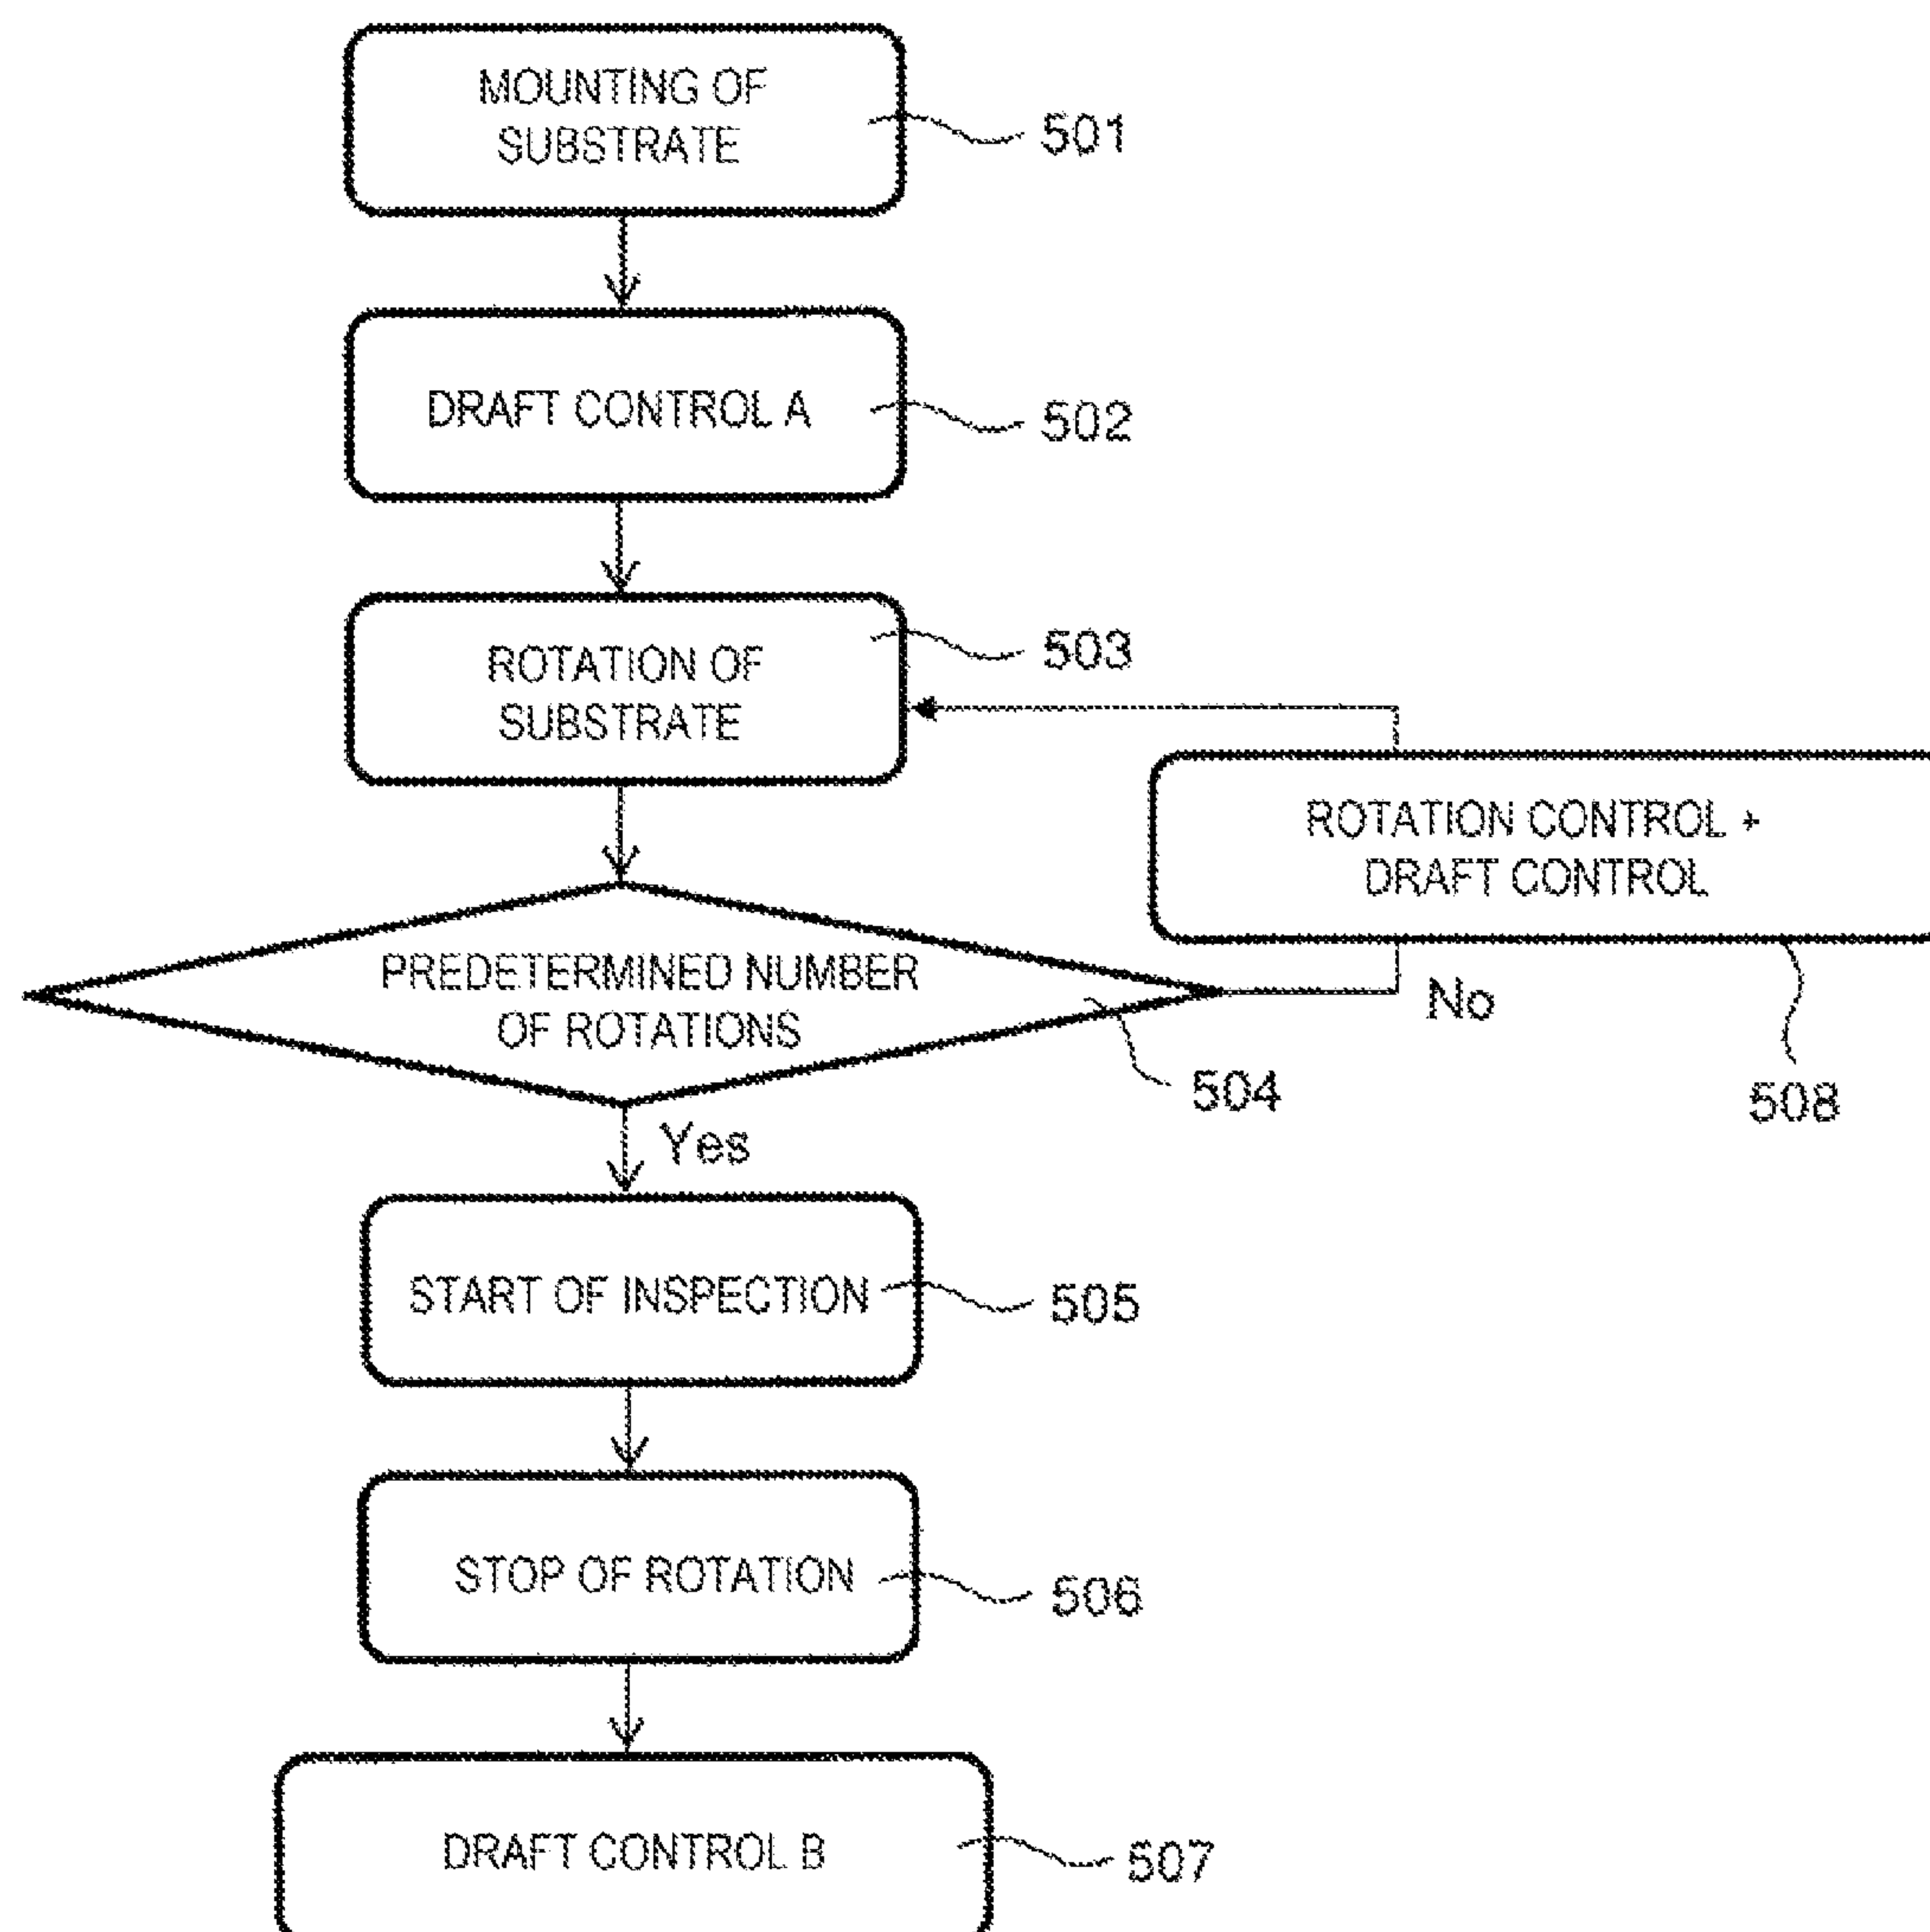 MOUNTING OF
SUBSTRATE
501
DRAFT CONTROL A
502
ROTATION OF
SUBSTRATE
503
ROTATION CONTROL +
DRAFT CONTROL
508
PREDETERMINED NUMBER
OF ROTATIONS
504
No
Yes
START OF INSPECTION
505
STOP OF ROTATION
506
DRAFT CONTROL B
507